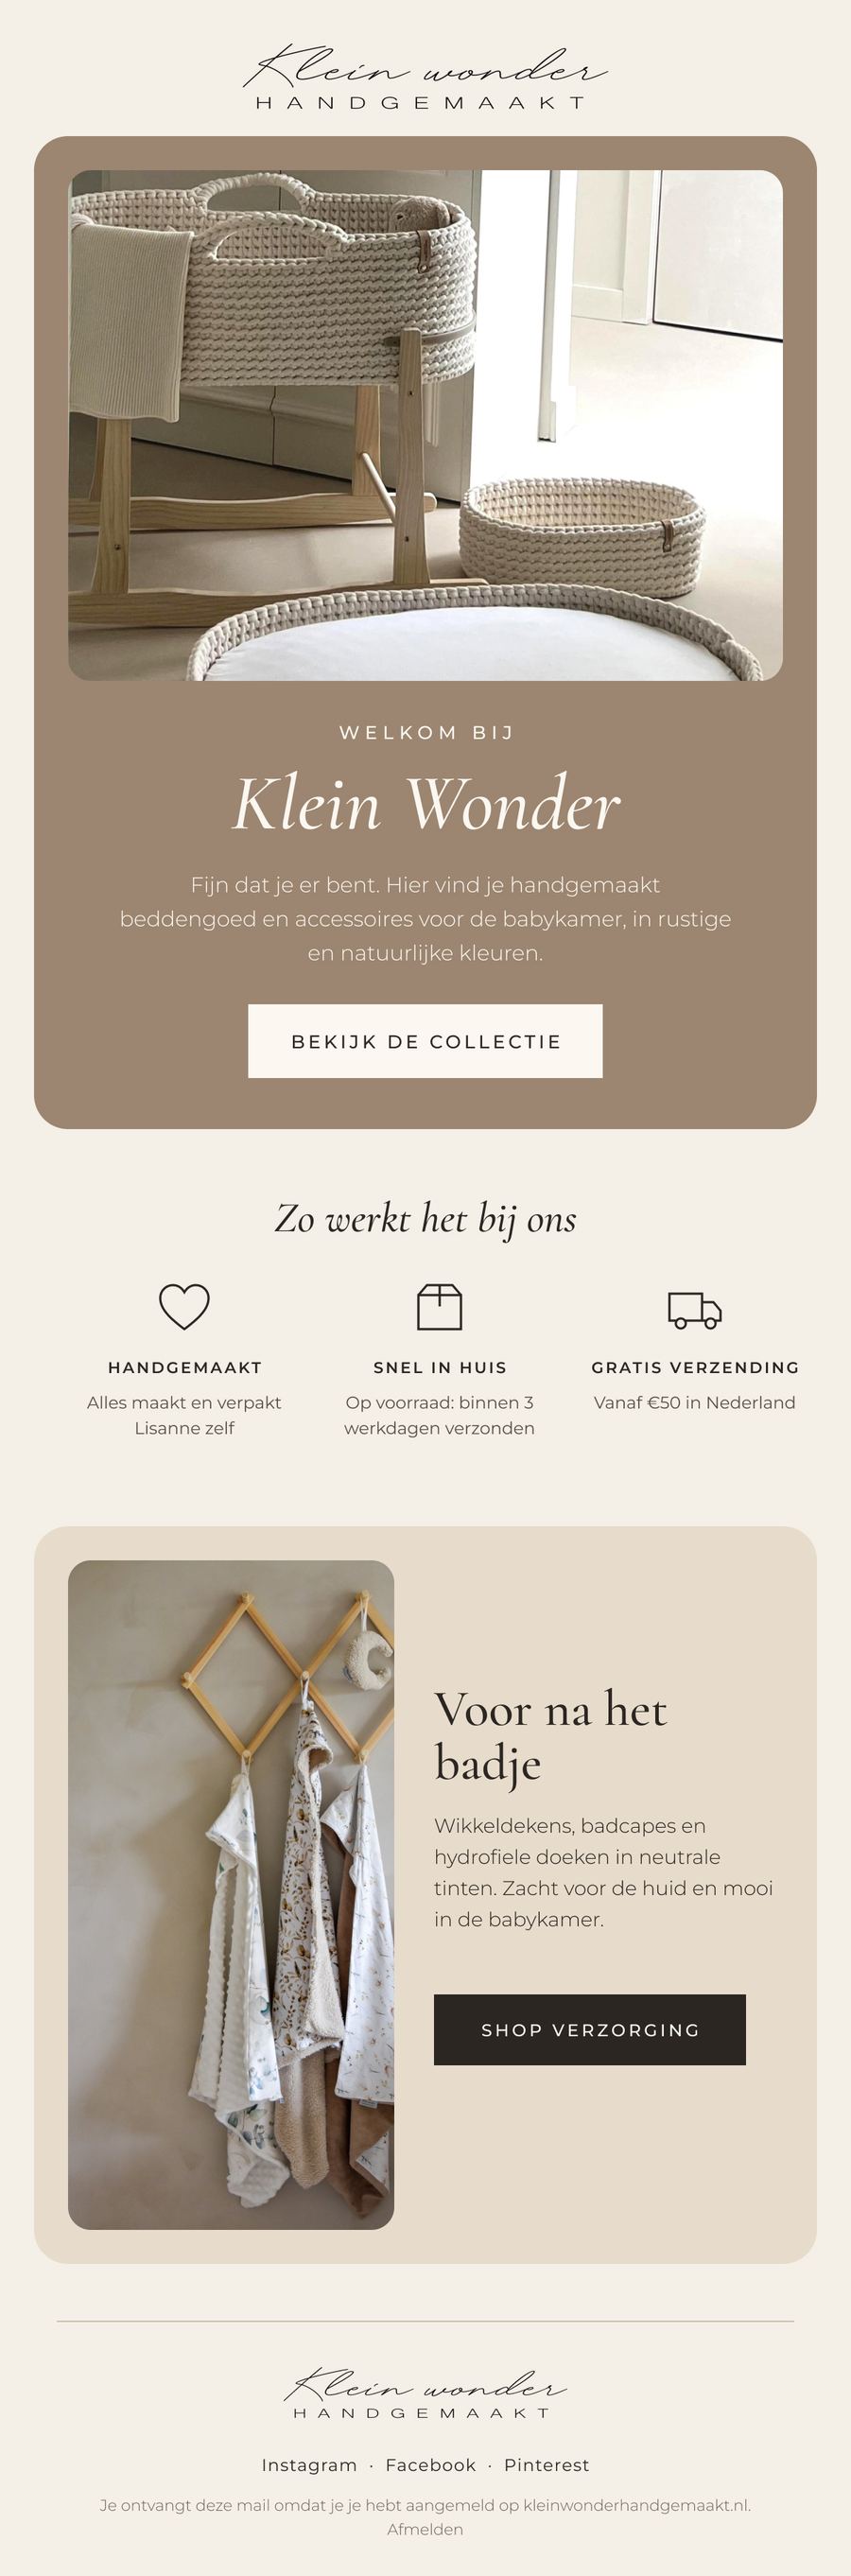 Klein wonder
HANDGEMAAKT
WELKOM BIJ
Klein Wonder
Fijn dat je er bent. Hier vind je handgemaakt
beddengoed en accessoires voor de babykamer, in rustige
en natuurlijke kleuren.
BEKIJK DE COLLECTIE
Zo werkt het bij ons
HANDGEMAAKT
Alles maakt en verpakt
Lisanne zelf
SNEL IN HUIS
Op voorraad: binnen 3
werkdagen verzonden
GRATIS VERZENDING
Vanaf €50 in Nederland
Voor na het
badje
Wikkeldekens, badcapes en
hydrofiele doeken in neutrale
tinten. Zacht voor de huid en mooi
in de babykamer.
SHOP VERZORGING
Klein wonder
HANDGEMAAKT
Instagram · Facebook · Pinterest
Je ontvangt deze mail omdat je je hebt aangemeld op kleinwonderhandgemaakt.nl.
Afmelden